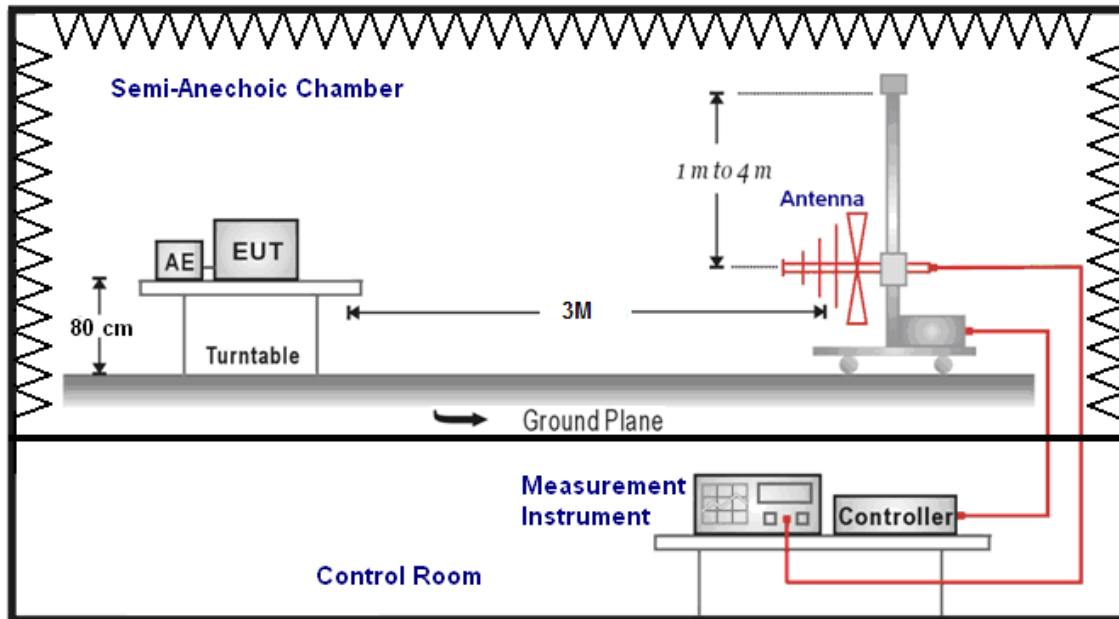 Semi-Anechoic Chamber
1 m to 4 m
Antenna
AE
EUT
80 cm
3M
Turntable
Ground Plane
Measurement
Instrument
Controller
Control Room